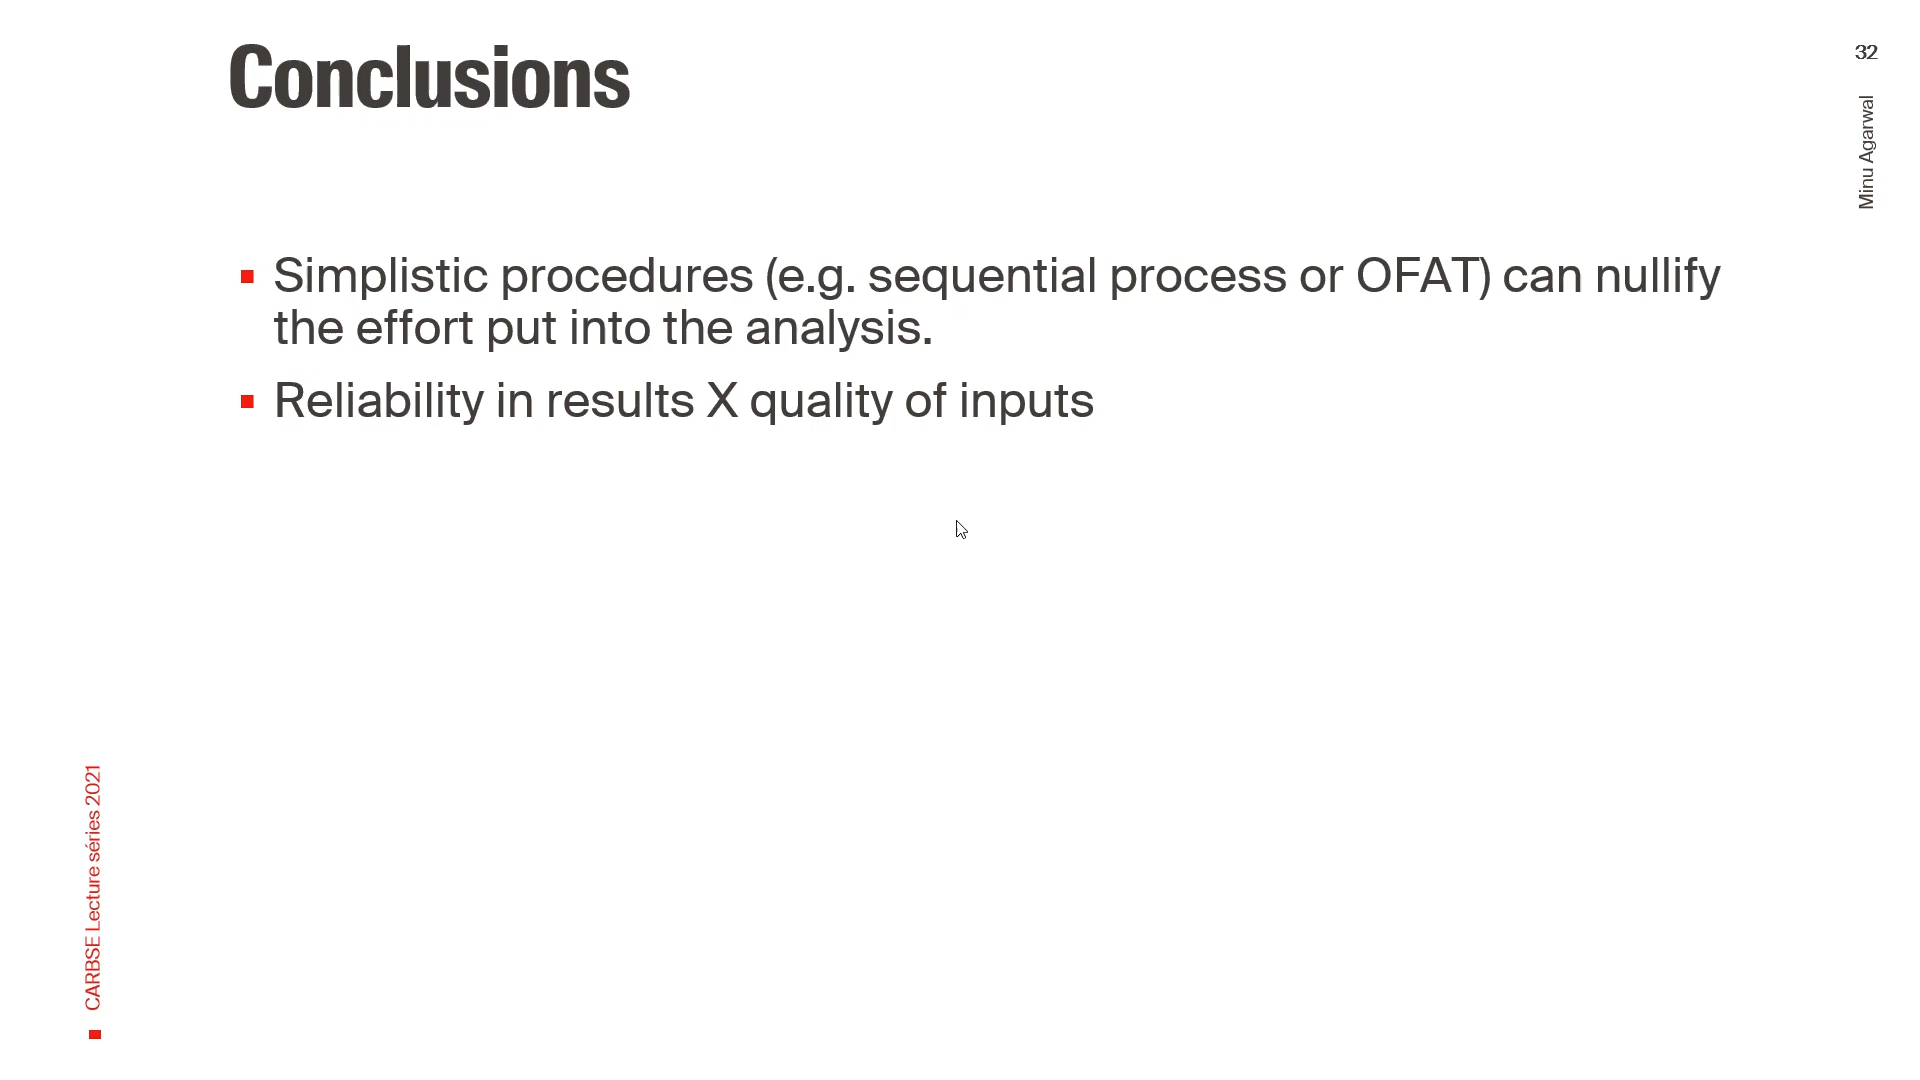 Conclusions
32
Minu Agarwal
Simplistic procedures (e.g. sequential process or OFAT) can nullify
the effort put into the analysis.
Reliability in results X quality of inputs
CARBSE Lecture séries 2021